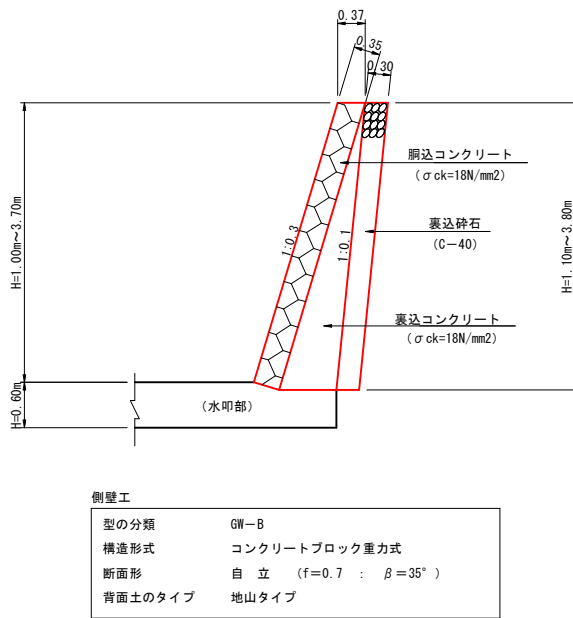 0.37
0.35
0.30
胴込コンクリート
(σck=18N/mm2)
裏込砕石
(C-40)
裏込コンクリート
(σck=18N/mm2)
1:0.3
1:0.1
H=1.00m～3.70m
H=1.10m～3.80m
H=0.60m
(水叩部)
側壁工
型の分類 GW-B
構造形式 コンクリートブロック重力式
断面形 自 立 (f=0.7 : β=35°)
背面土のタイプ 地山タイプ